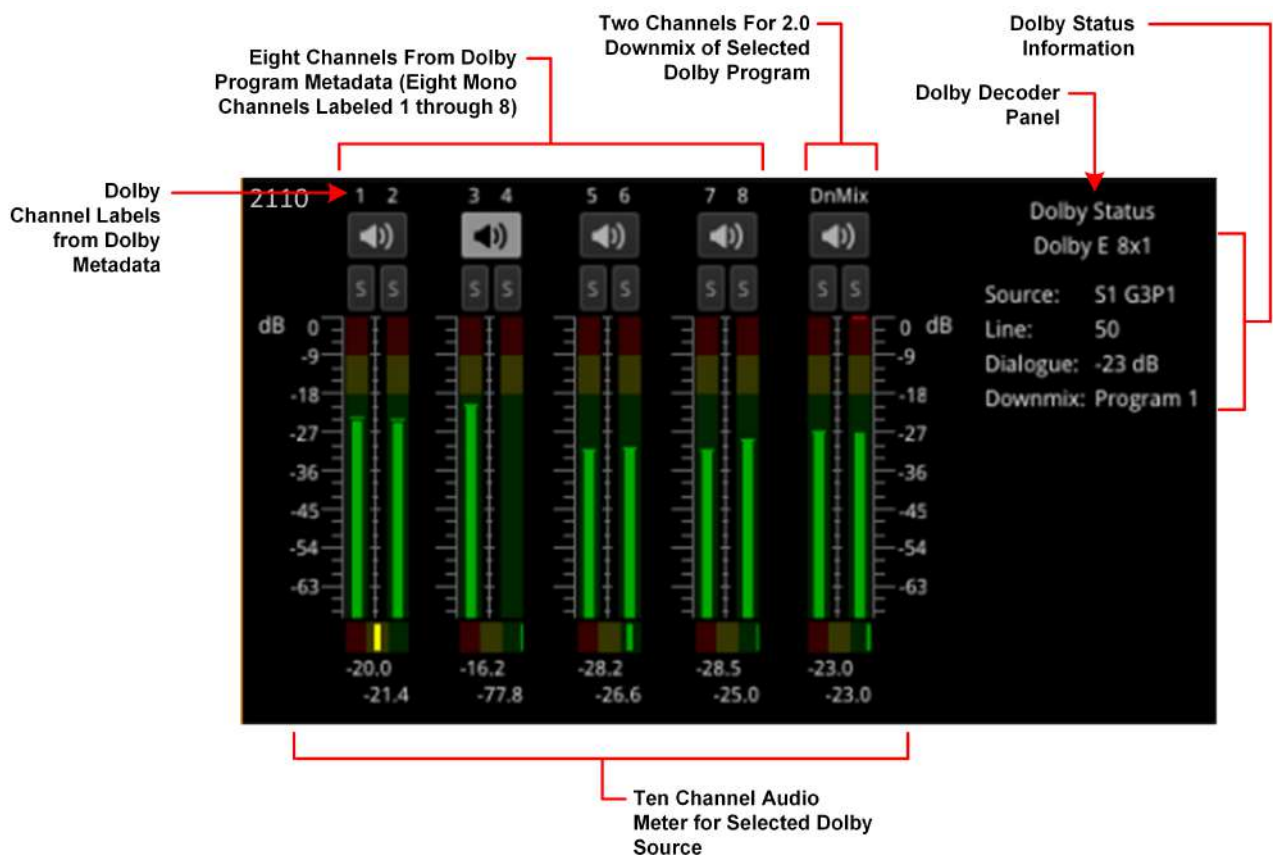 Two Channels For 2.0
Downmix of Selected
Dolby Program
Dolby Status
Information
Eight Channels From Dolby
Program Metadata (Eight Mono
Channels Labeled 1 through 8)
Dolby Decoder
Panel
Dolby
Channel Labels
from Dolby
Metadata
2110 1 2 3 4 5 6 7 8 DnMix
Dolby Status
Dolby E 8x1
S S S S S S S S S S
Source: S1 G3P1
Line: 50
Dialogue: -23 dB
Downmix: Program 1
dB 0 0 dB
-9 -9
-18 -18
-27 -27
-36 -36
-45 -45
-54 -54
-63 -63
-20.0 -16.2 -28.2 -28.5 -23.0
-21.4 -77.8 -26.6 -25.0 -23.0
Ten Channel Audio
Meter for Selected Dolby
Source